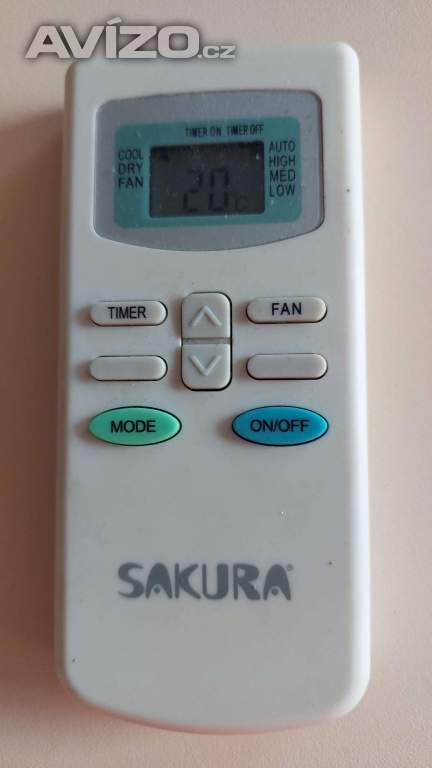 AVÍZO.cz
TIMER ON TIMER OFF
COOL
DRY
FAN
20°C
AUTO
HIGH
MED
LOW
TIMER
FAN
MODE
ON/OFF
SAKURA®